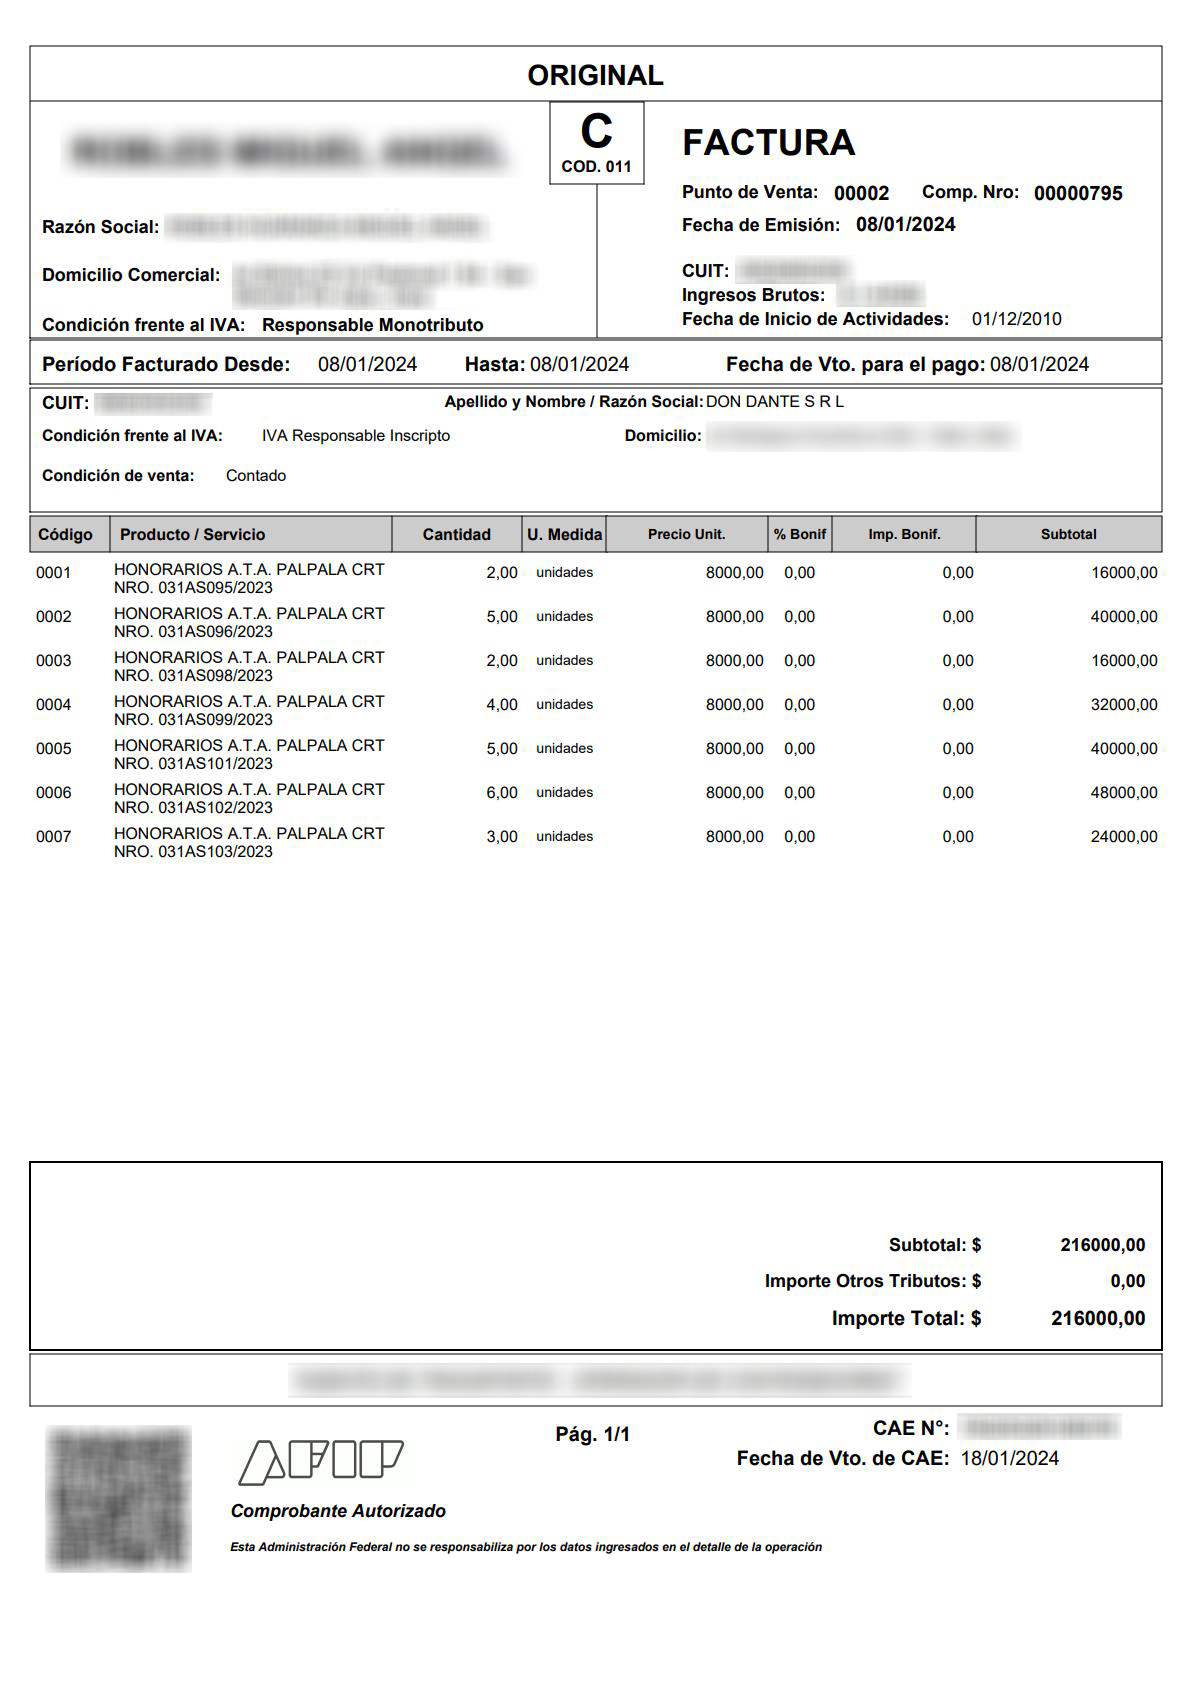 ORIGINAL
C
COD. 011
FACTURA
Punto de Venta: 00002 Comp. Nro: 00000795
Razón Social:
Fecha de Emisión: 08/01/2024
Domicilio Comercial:
CUIT:
Ingresos Brutos:
Condición frente al IVA: Responsable Monotributo
Fecha de Inicio de Actividades: 01/12/2010
Período Facturado Desde: 08/01/2024 Hasta: 08/01/2024 Fecha de Vto. para el pago: 08/01/2024
CUIT: Apellido y Nombre / Razón Social: DON DANTE S R L
Condición frente al IVA: IVA Responsable Inscripto Domicilio:
Condición de venta: Contado
Código Producto / Servicio Cantidad U. Medida Precio Unit. % Bonif Imp. Bonif. Subtotal
0001 HONORARIOS A.T.A. PALPALA CRT 2,00 unidades 8000,00 0,00 0,00 16000,00
NRO. 031AS095/2023
0002 HONORARIOS A.T.A. PALPALA CRT 5,00 unidades 8000,00 0,00 0,00 40000,00
NRO. 031AS096/2023
0003 HONORARIOS A.T.A. PALPALA CRT 2,00 unidades 8000,00 0,00 0,00 16000,00
NRO. 031AS098/2023
0004 HONORARIOS A.T.A. PALPALA CRT 4,00 unidades 8000,00 0,00 0,00 32000,00
NRO. 031AS099/2023
0005 HONORARIOS A.T.A. PALPALA CRT 5,00 unidades 8000,00 0,00 0,00 40000,00
NRO. 031AS101/2023
0006 HONORARIOS A.T.A. PALPALA CRT 6,00 unidades 8000,00 0,00 0,00 48000,00
NRO. 031AS102/2023
0007 HONORARIOS A.T.A. PALPALA CRT 3,00 unidades 8000,00 0,00 0,00 24000,00
NRO. 031AS103/2023
Subtotal: $ 216000,00
Importe Otros Tributos: $ 0,00
Importe Total: $ 216000,00
AFIP
Pág. 1/1
CAE N°:
Fecha de Vto. de CAE: 18/01/2024
Comprobante Autorizado
Esta Administración Federal no se responsabiliza por los datos ingresados en el detalle de la operación